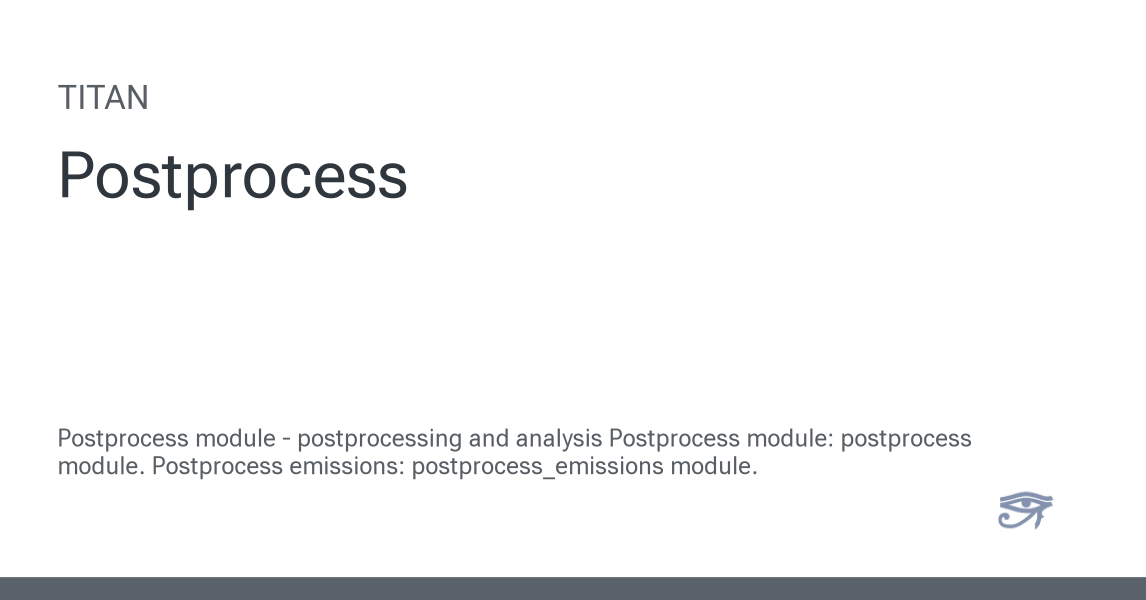 TITAN
Postprocess
Postprocess module - postprocessing and analysis Postprocess module: postprocess
module. Postprocess emissions: postprocess_emissions module.